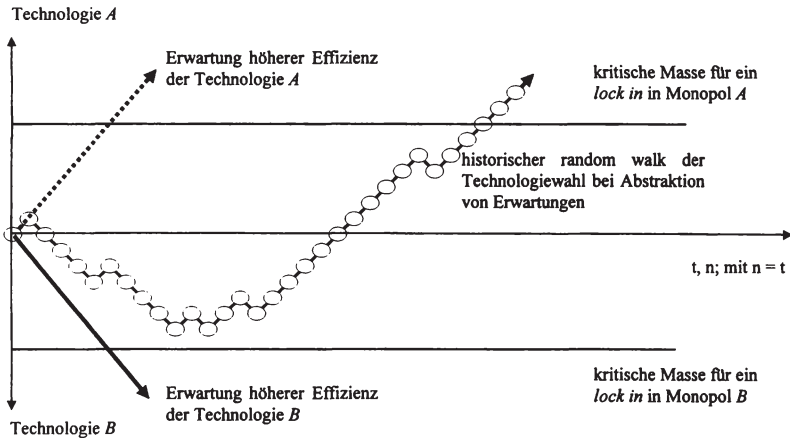 Technologie A
Erwartung höherer Effizienz
der Technologie A
kritische Masse für ein
lock in in Monopol A
historischer random walk der
Technologiewahl bei Abstraktion
von Erwartungen
t, n; mit n = t
Erwartung höherer Effizienz
der Technologie B
kritische Masse für ein
lock in in Monopol B
Technologie B